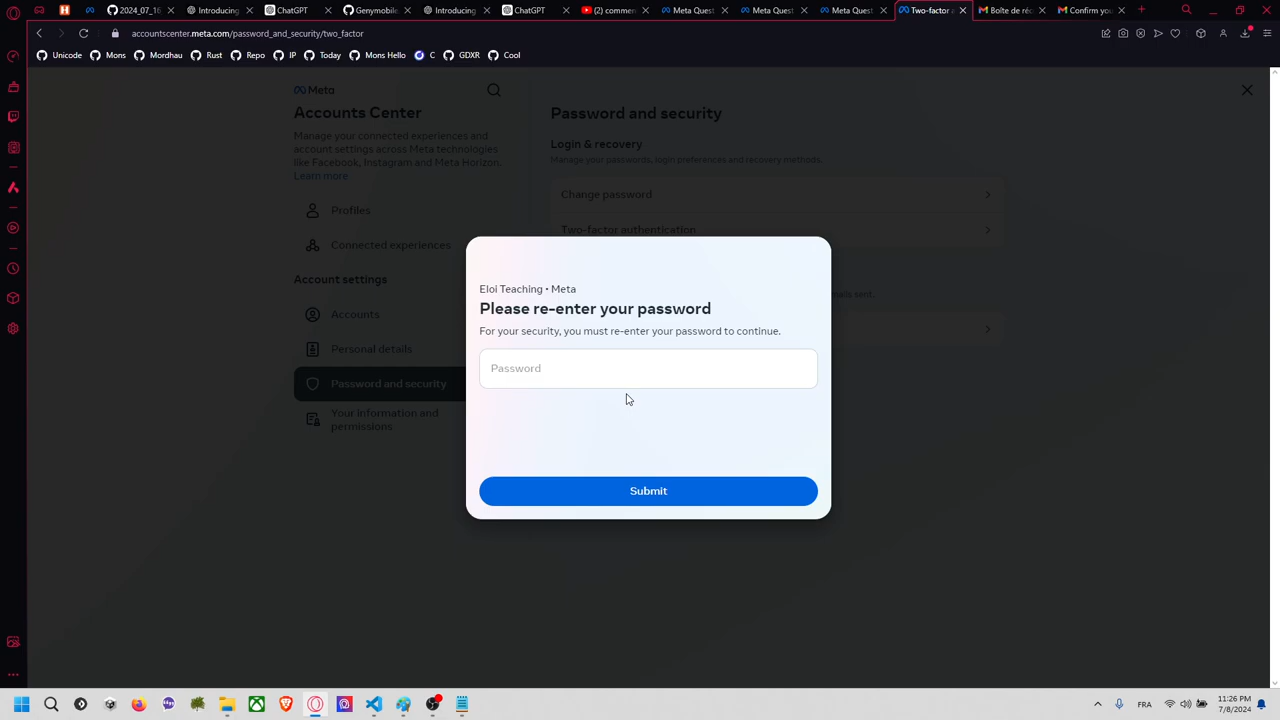 2024_07_16
Introducing
ChatGPT
Genymobile
Introducing
ChatGPT
(2) commen
Meta Quest
Meta Quest
Meta Quest
Two-factor a
Boîte de réc
Confirm you
accountscenter.meta.com/password_and_security/two_factor
Unicode
Mons
Mordhau
Rust
Repo
IP
Today
Mons Hello
C
GDXR
Cool
Meta
Accounts Center
Manage your connected experiences and
account settings across Meta technologies
like Facebook, Instagram and Meta Horizon.
Learn more
Profiles
Connected experiences
Account settings
Accounts
Personal details
Password and security
Your information and
permissions
Password and security
Login & recovery
Manage your passwords, login preferences and recovery methods.
Change password
Two-factor authentication
mails sent.
Eloi Teaching • Meta
Please re-enter your password
For your security, you must re-enter your password to continue.
Password
Submit
FRA
11:26 PM
7/8/2024